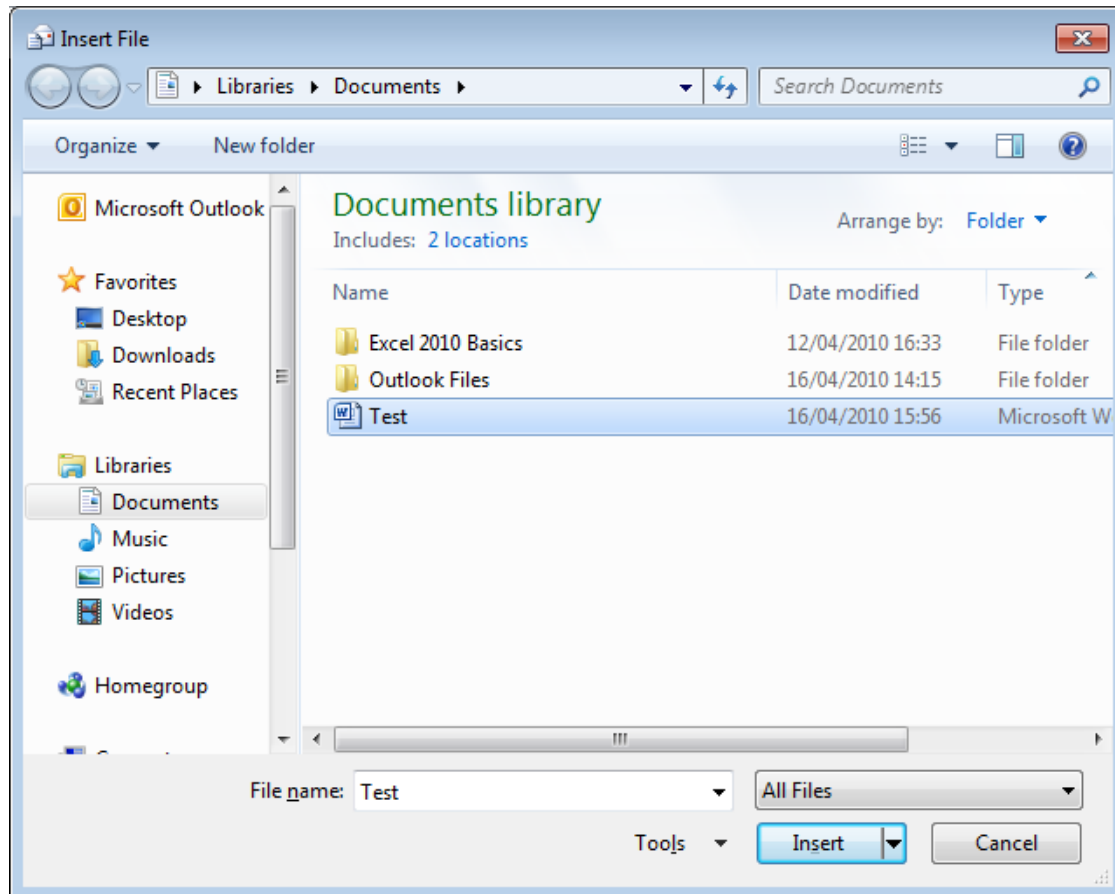 Insert File
Libraries Documents
Search Documents
Organize New folder
Microsoft Outlook
Favorites
Desktop
Downloads
Recent Places
Libraries
Documents
Music
Pictures
Videos
Homegroup
Documents library
Includes: 2 locations
Arrange by: Folder
Name Date modified Type
Excel 2010 Basics 12/04/2010 16:33 File folder
Outlook Files 16/04/2010 14:15 File folder
Test 16/04/2010 15:56 Microsoft W
File name: Test All Files
Tools Insert Cancel